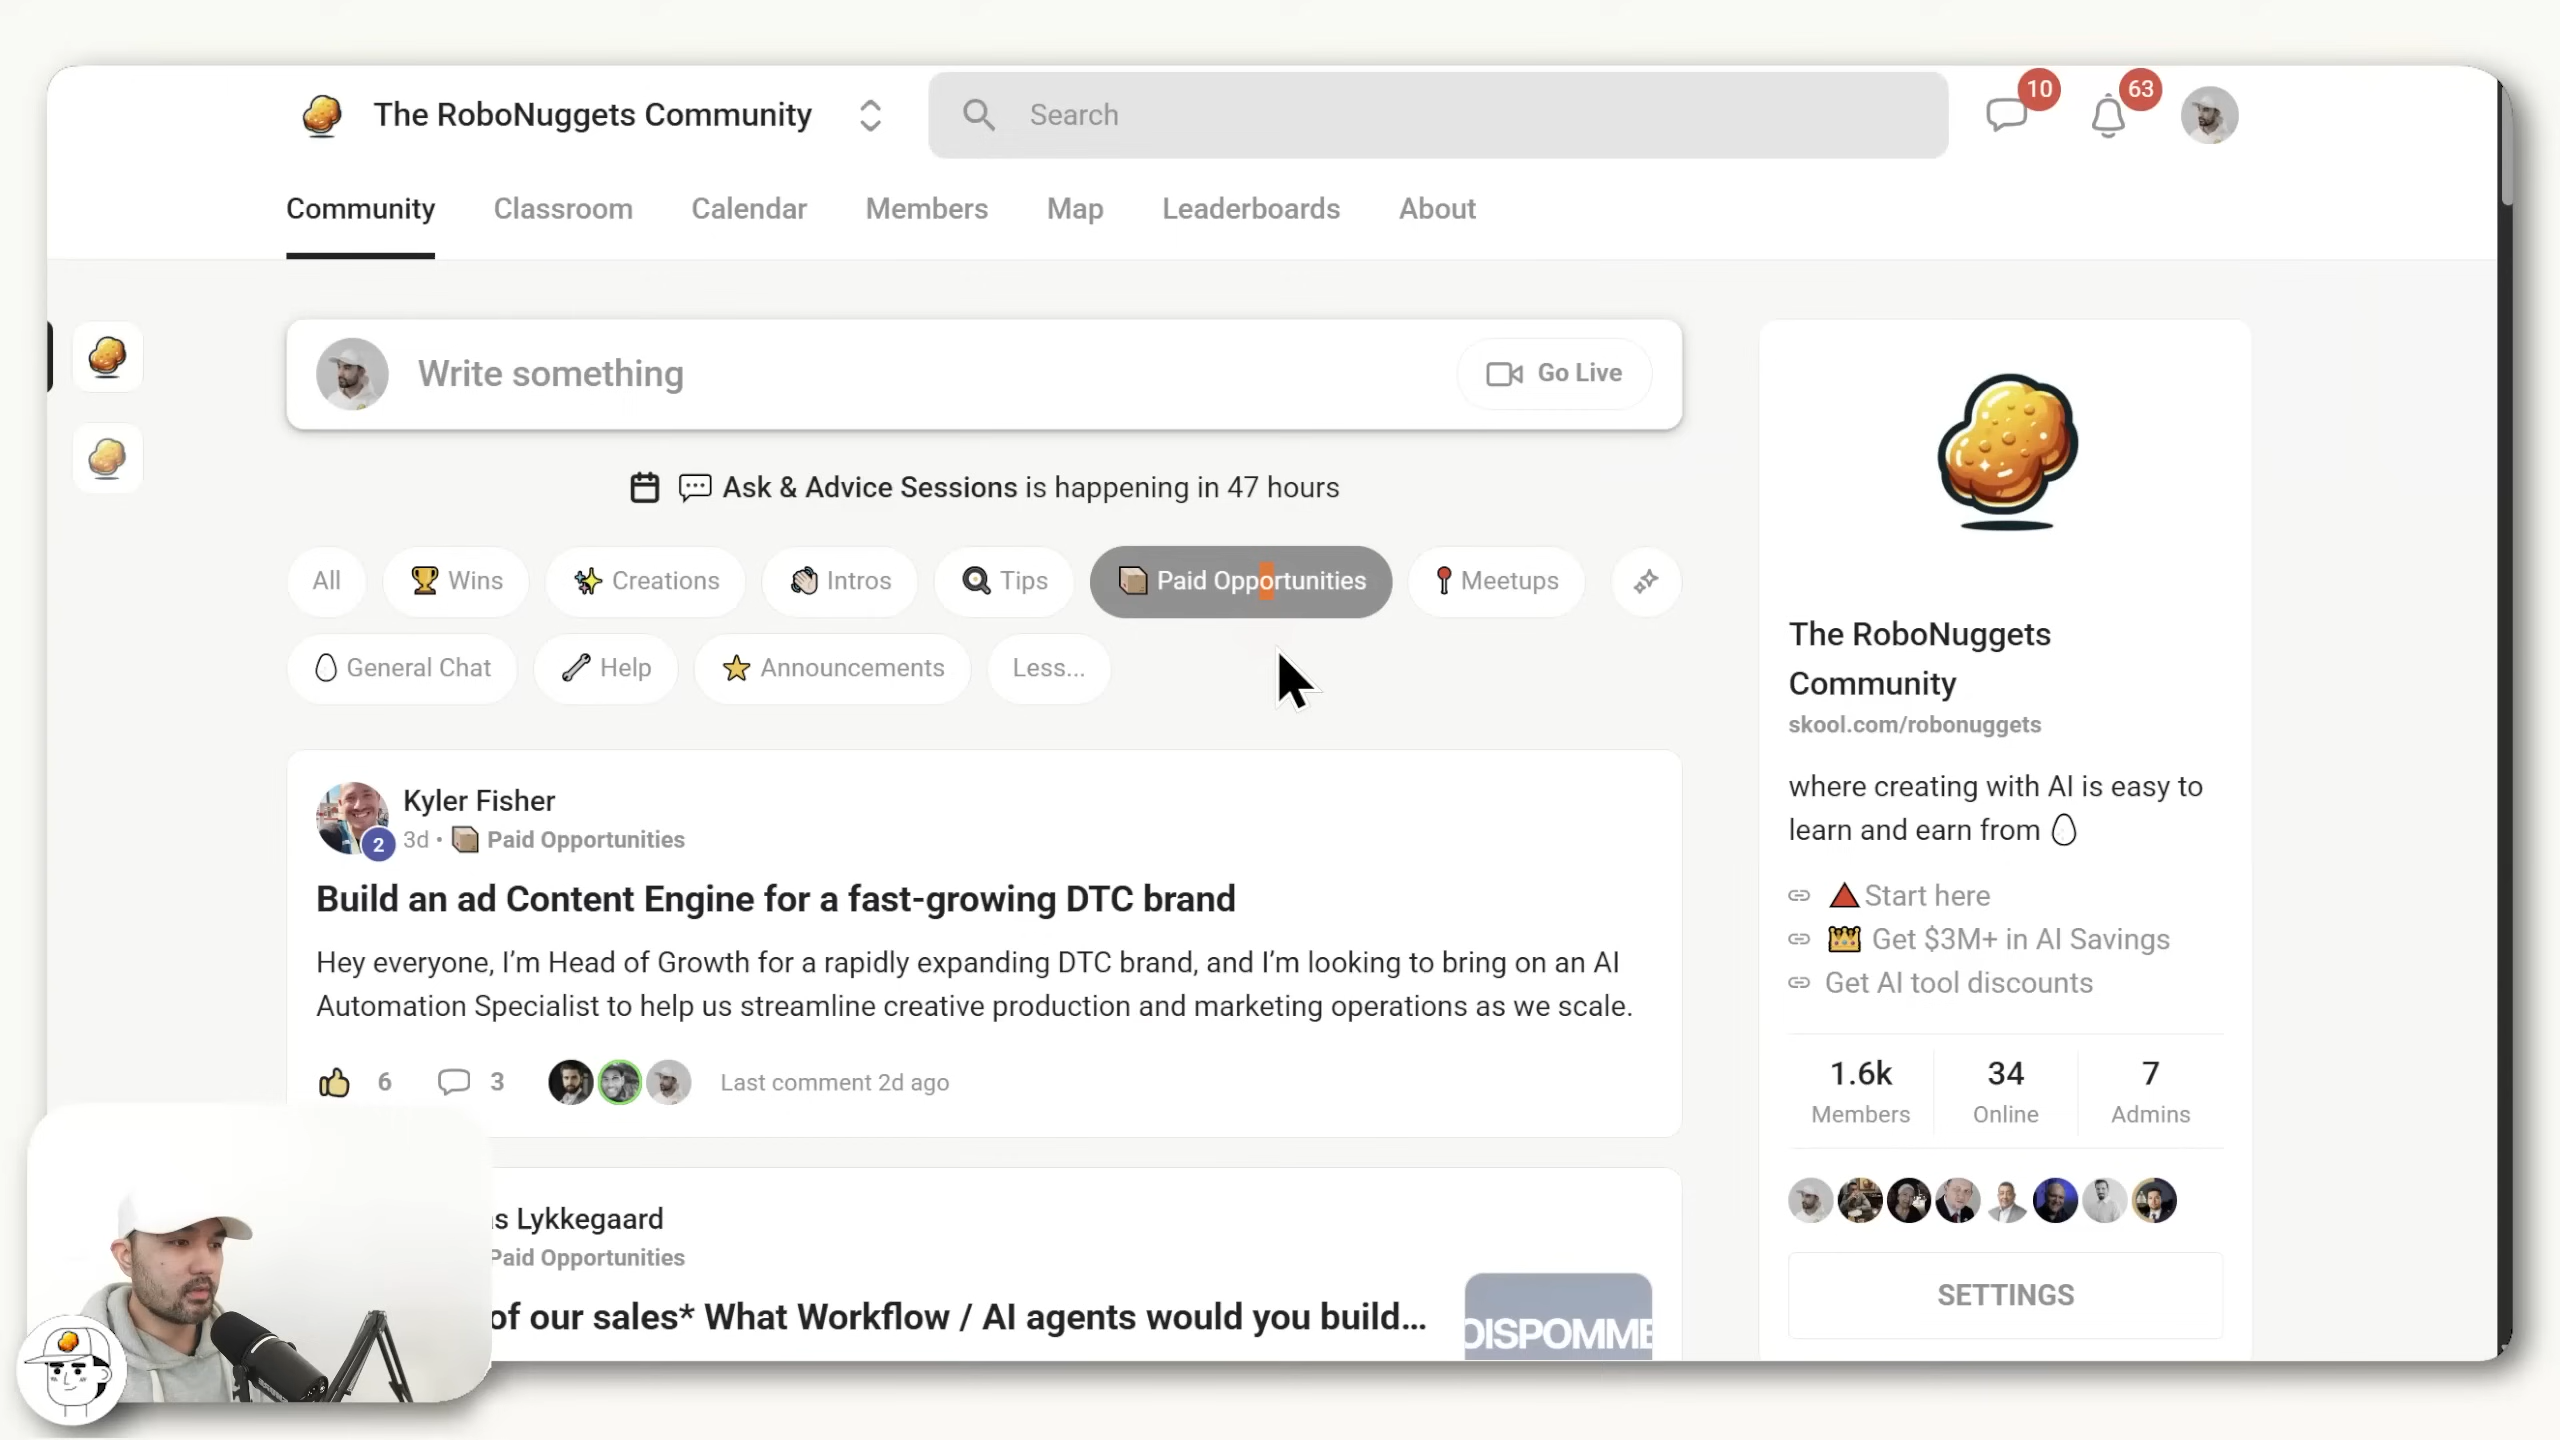 The RoboNuggets Community
Search
10
63
Community
Classroom
Calendar
Members
Map
Leaderboards
About
Write something
Go Live
Ask & Advice Sessions is happening in 47 hours
All
Wins
Creations
Intros
Tips
Paid Opportunities
Meetups
General Chat
Help
Announcements
Less...
Kyler Fisher
2
3d • Paid Opportunities
Build an ad Content Engine for a fast-growing DTC brand
Hey everyone, I’m Head of Growth for a rapidly expanding DTC brand, and I’m looking to bring on an AI
Automation Specialist to help us streamline creative production and marketing operations as we scale.
6
3
Last comment 2d ago
s Lykkegaard
Paid Opportunities
of our sales* What Workflow / AI agents would you build...
DISPOMME
The RoboNuggets
Community
skool.com/robonuggets
where creating with AI is easy to
learn and earn from
Start here
Get $3M+ in AI Savings
Get AI tool discounts
1.6k
Members
34
Online
7
Admins
SETTINGS